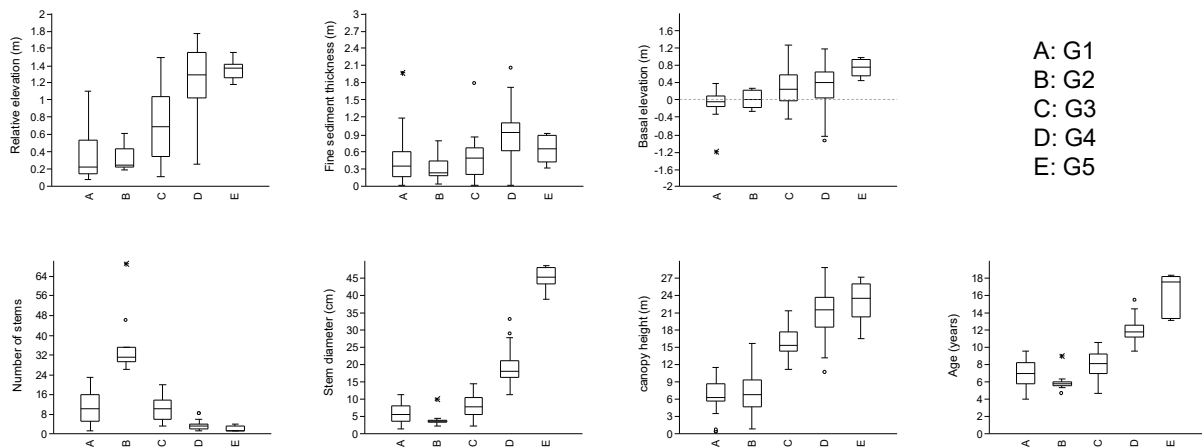 Relative elevation (m)
2
1.8
1.6
1.4
1.2
1
0.8
0.6
0.4
0.2
0
A
B
C
D
E
Fine sediment thickness (m)
3
2.7
2.4
2.1
1.8
1.5
1.2
0.9
0.6
0.3
0
A
B
C
D
E
Basal elevation (m)
2
1.6
1.2
0.8
0.4
0
-0.4
-0.8
-1.2
-1.6
-2
A
B
C
D
E
A: G1
B: G2
C: G3
D: G4
E: G5
Number of stems
64
56
48
40
32
24
16
8
0
A
B
C
D
E
Stem diameter (cm)
45
40
35
30
25
20
15
10
5
0
A
B
C
D
E
canopy height (m)
27
24
21
18
15
12
9
6
3
0
A
B
C
D
E
Age (years)
18
16
14
12
10
8
6
4
2
0
A
B
C
D
E